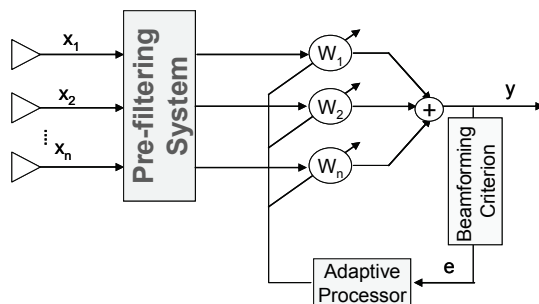 x1
x2
xn
Pre-filtering
System
W1
W2
Wn
+
y
Beamforming
Criterion
e
Adaptive
Processor